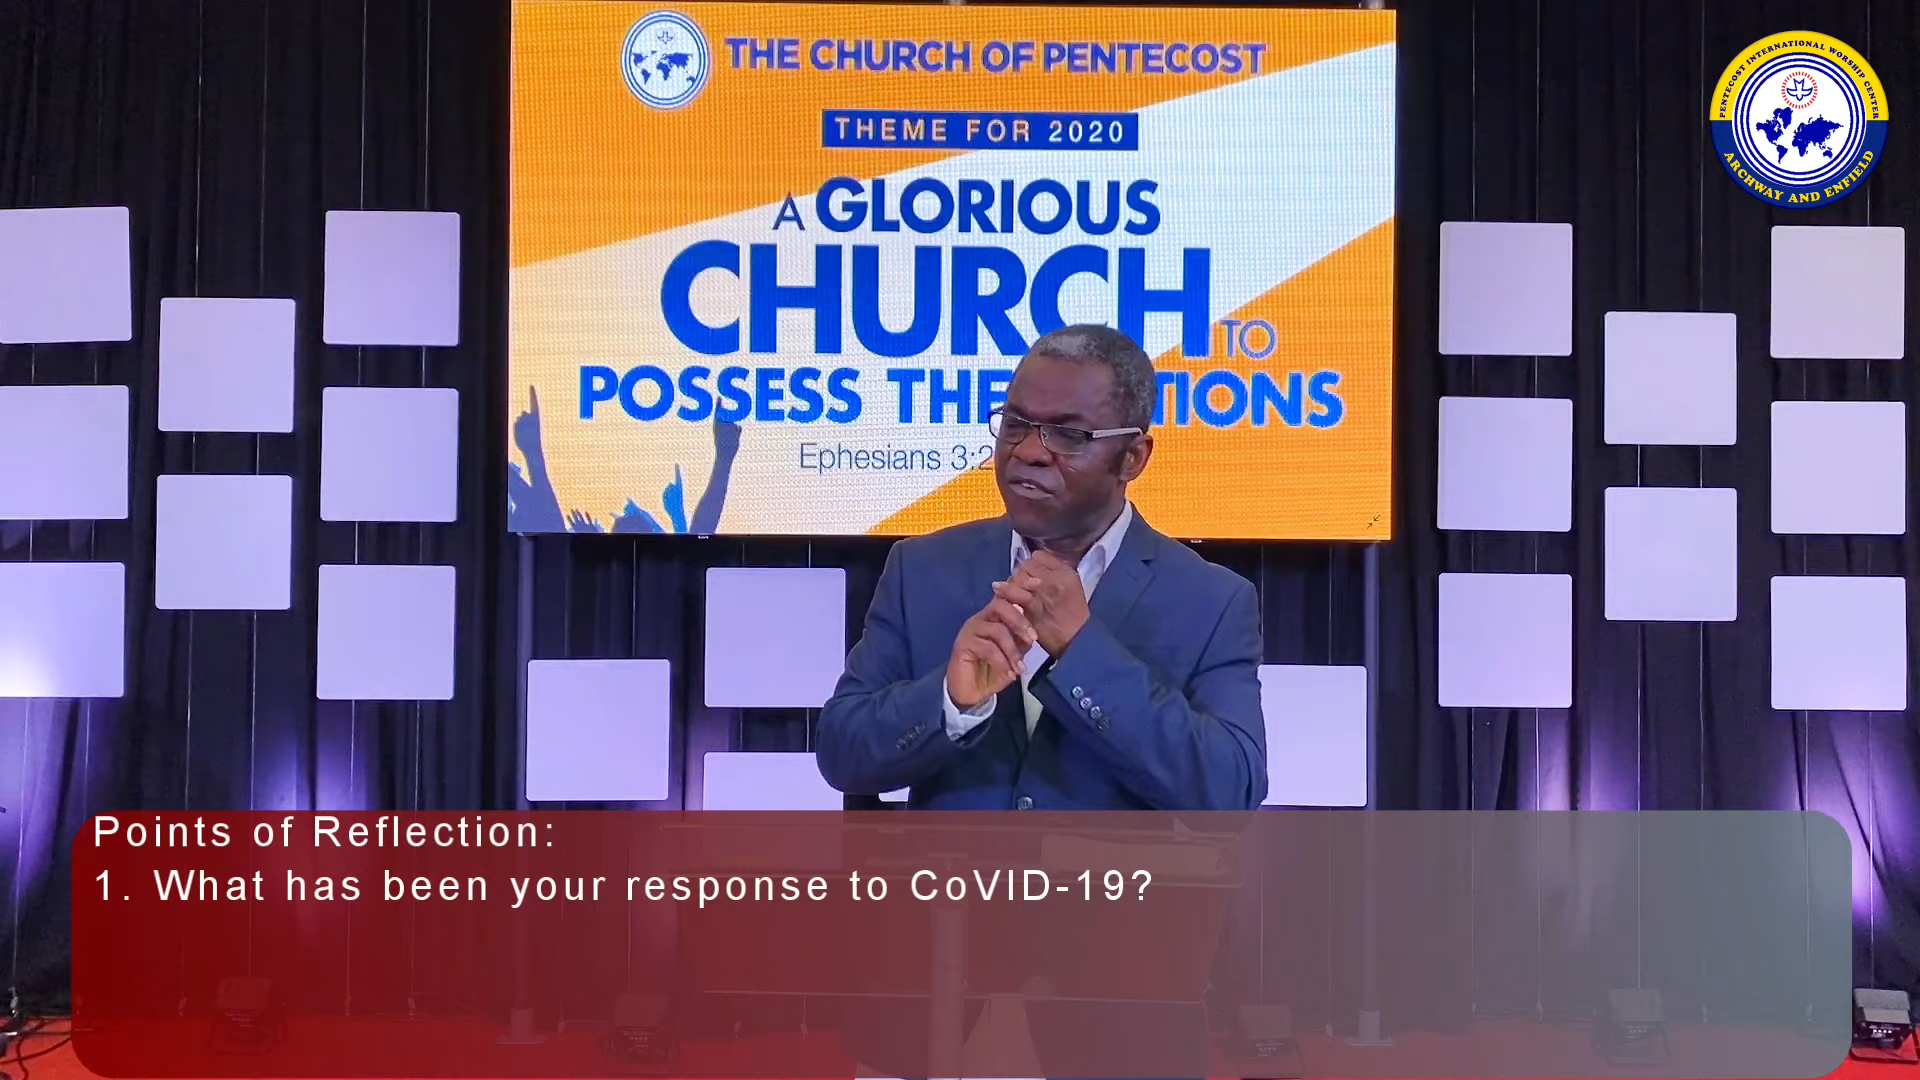 THE CHURCH OF PENTECOST
THEME FOR 2020
A GLORIOUS
CHURCH TO
POSSESS THE TIONS
Ephesians 3:2
PENTECOST INTERNATIONAL WORSHIP CENTER
ARCHWAY AND ENFIELD
Points of Reflection:
1. What has been your response to CoVID-19?